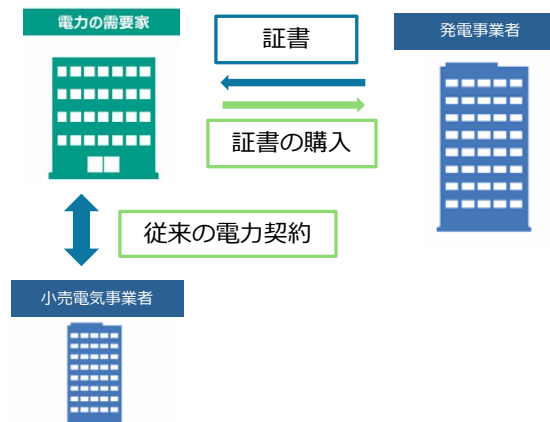 電力の需要家
証書
発電事業者
証書の購入
従来の電力契約
小売電気事業者